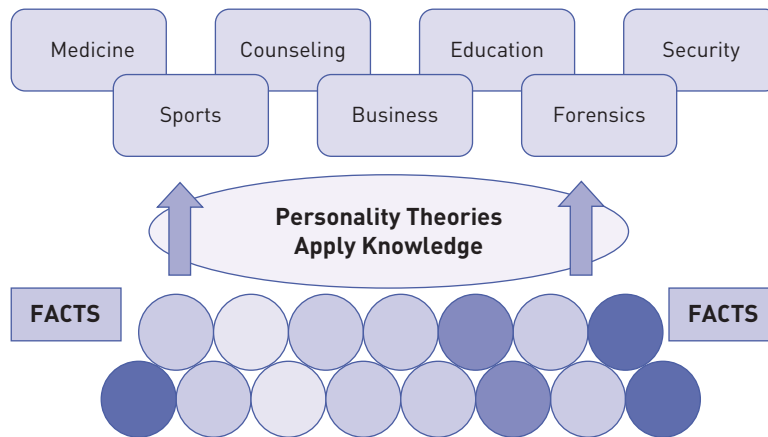 Medicine
Counseling
Education
Security
Sports
Business
Forensics
Personality Theories
Apply Knowledge
FACTS
FACTS